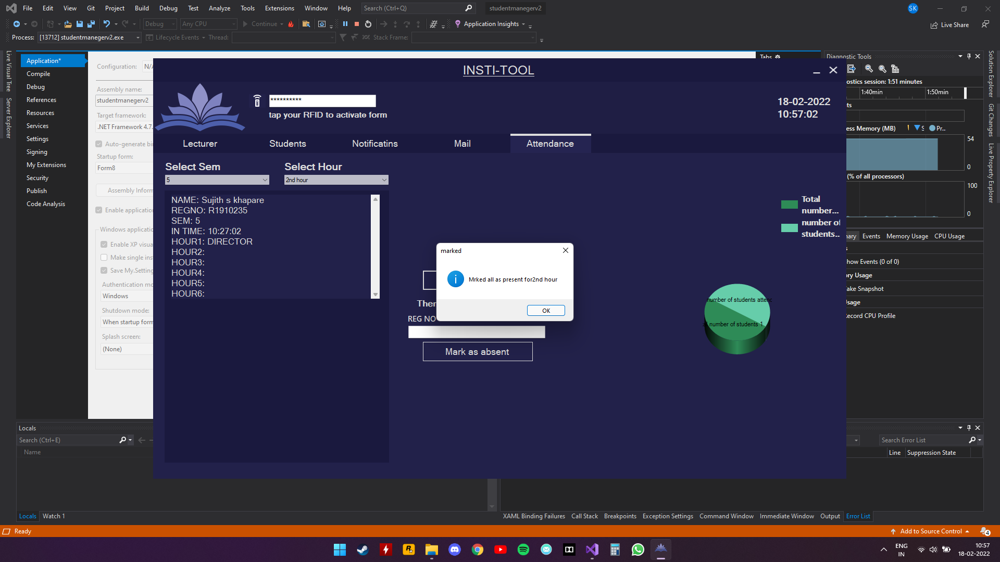 File Edit View Git Project Build Debug Test Analyze Tools Extensions Window Help Search (Ctrl+Q) studentmanegerv2 SK
Debug Any CPU Continue Application Insights Live Share
Process: [13712] studentmanegerv2.exe Lifecycle Events Thread: Stack Frame:
Live Visual Tree
Server Explorer
Application*
Compile
Debug
References
Resources
Services
Settings
Signing
My Extensions
Security
Publish
Code Analysis
Configuration: N/A
Assembly name:
studentmanegerv2
Target framework:
.NET Framework 4.7.
Auto-generate bin
Startup form:
Form8
Assembly Inform
Enable application
Windows applicatio
Enable XP visua
Make single inst
Save My.Setting
Authentication mo
Windows
Shutdown mode:
When startup form
Splash screen:
(None)
Tabs
INSTI-TOOL
**********
tap your RFID to activate form
18-02-2022
10:57:02
Lecturer Students Notificatins Mail Attendance
Select Sem Select Hour
5 2nd hour
NAME: Sujith s khapare
REGNO: R1910235
SEM: 5
IN TIME: 10:27:02
HOUR1: DIRECTOR
HOUR2:
HOUR3:
HOUR4:
HOUR5:
HOUR6:
marked
Mrked all as present for2nd hour
OK
Ther
REG NO
Mark as absent
Total
number...
number of
students..
number of students attend
number of students 1
Diagnostic Tools
ostics session: 1:51 minutes
1:40min 1:50min
ts
ess Memory (MB) S Pr...
54
0
(% of all processors)
100
0
ary Events Memory Usage CPU Usage
s
how Events (0 of 0)
ry Usage
ake Snapshot
sage
ecord CPU Profile
Solution Explorer
Git Changes
Live Property Explorer
Locals
Search (Ctrl+E)
Name
Search Error List
Line Suppression State
Locals Watch 1
XAML Binding Failures Call Stack Breakpoints Exception Settings Command Window Immediate Window Output Error List
Ready
Add to Source Control 4
ENG
IN
10:57
18-02-2022